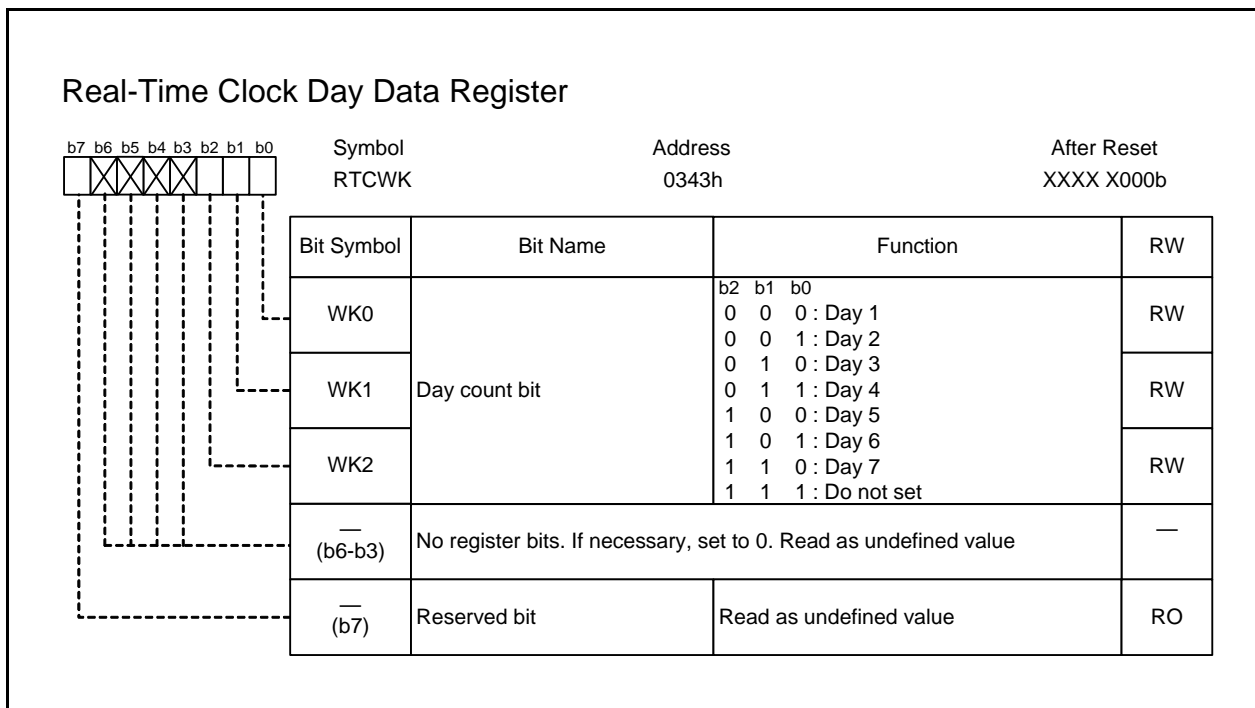 Real-Time Clock Day Data Register
b7 b6 b5 b4 b3 b2 b1 b0
Symbol Address After Reset
RTCWK 0343h XXXX X000b
Bit Symbol Bit Name Function RW
b2 b1 b0
WK0 0 0 0 : Day 1 RW
0 0 1 : Day 2
0 1 0 : Day 3
WK1 Day count bit 0 1 1 : Day 4 RW
1 0 0 : Day 5
1 0 1 : Day 6
WK2 1 1 0 : Day 7 RW
1 1 1 : Do not set
—
(b6-b3) No register bits. If necessary, set to 0. Read as undefined value —
—
(b7) Reserved bit Read as undefined value RO